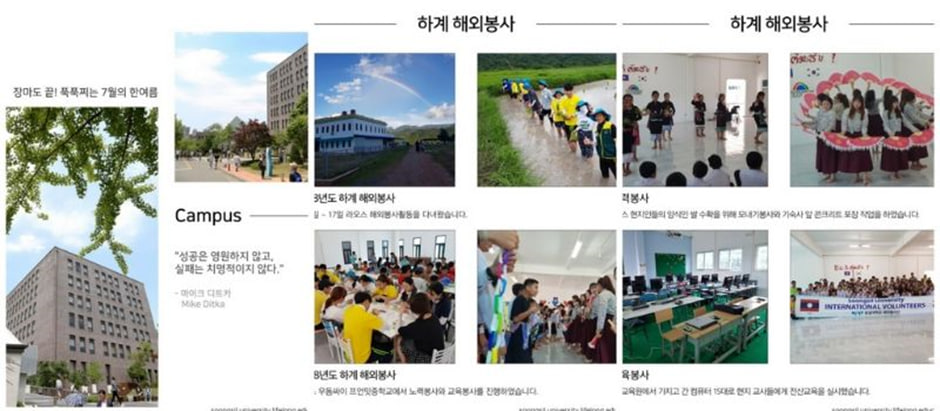 장마도 끝! 푹푹찌는 7월의 한여름
Campus
"성공은 영원하지 않고,
실패는 치명적이지 않다."
- 마이크 디트카
Mike Ditka
하계 해외봉사
8년도 하계 해외봉사
일 ~ 17일 라오스 해외봉사활동을 다녀왔습니다.
8년도 하계 해외봉사
우돔싸이 프안밋중학교에서 노력봉사와 교육봉사를 진행하였습니다.
하계 해외봉사
력봉사
스 현지인들의 양식인 쌀 수확을 위해 모내기봉사와 기숙사 앞 콘크리트 포장 작업을 하였습니다.
Soongsil University
INTERNATIONAL VOLUNTEERS
육봉사
교육원에서 가지고 간 컴퓨터 15대로 현지 교사들에게 전산교육을 실시했습니다.